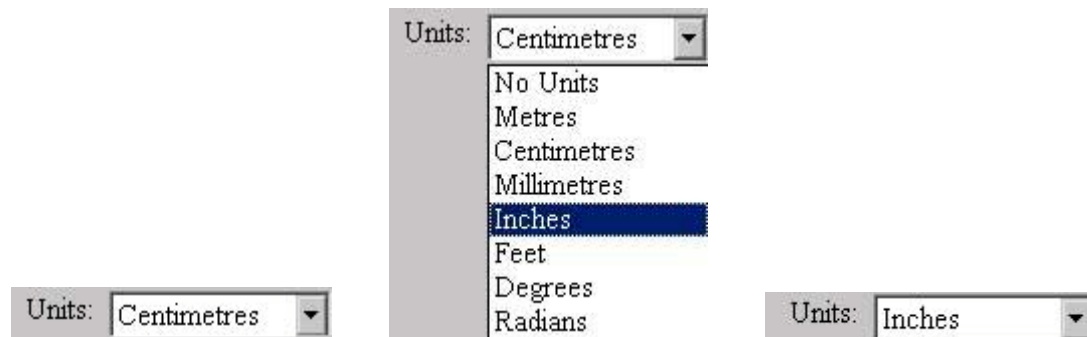 Units: Centimetres
Units: Centimetres
No Units
Metres
Centimetres
Millimetres
Inches
Feet
Degrees
Radians
Units: Inches